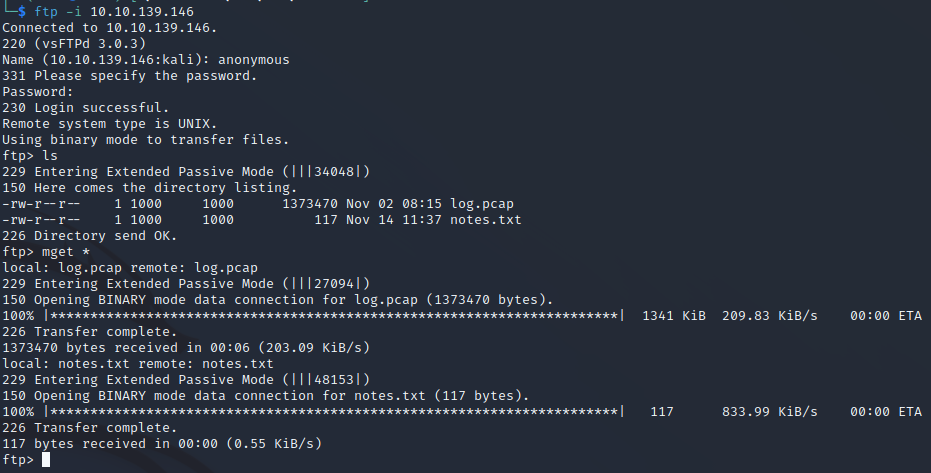 └─$ ftp -i 10.10.139.146
Connected to 10.10.139.146.
220 (vsFTPd 3.0.3)
Name (10.10.139.146:kali): anonymous
331 Please specify the password.
Password:
230 Login successful.
Remote system type is UNIX.
Using binary mode to transfer files.
ftp> ls
229 Entering Extended Passive Mode (|||34048|)
150 Here comes the directory listing.
-rw-r--r--    1 1000     1000      1373470 Nov 02 08:15 log.pcap
-rw-r--r--    1 1000     1000          117 Nov 14 11:37 notes.txt
226 Directory send OK.
ftp> mget *
local: log.pcap remote: log.pcap
229 Entering Extended Passive Mode (|||27094|)
150 Opening BINARY mode data connection for log.pcap (1373470 bytes).
100% |***********************************************************************|  1341 KiB  209.83 KiB/s    00:00 ETA
226 Transfer complete.
1373470 bytes received in 00:06 (203.09 KiB/s)
local: notes.txt remote: notes.txt
229 Entering Extended Passive Mode (|||48153|)
150 Opening BINARY mode data connection for notes.txt (117 bytes).
100% |***********************************************************************|   117      833.99 KiB/s    00:00 ETA
226 Transfer complete.
117 bytes received in 00:00 (0.55 KiB/s)
ftp>